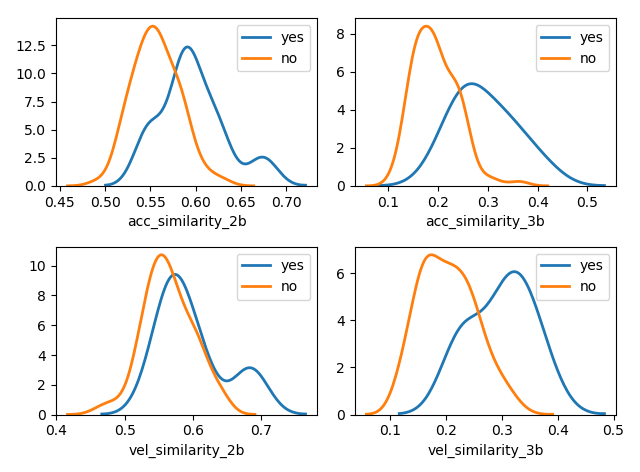 12.5
10.0
7.5
5.0
2.5
0.0
0.45 0.50 0.55 0.60 0.65 0.70
acc_similarity_2b
yes
no
8
6
4
2
0
0.1 0.2 0.3 0.4 0.5
acc_similarity_3b
yes
no
10
8
6
4
2
0
0.4 0.5 0.6 0.7
vel_similarity_2b
yes
no
6
4
2
0
0.1 0.2 0.3 0.4 0.5
vel_similarity_3b
yes
no